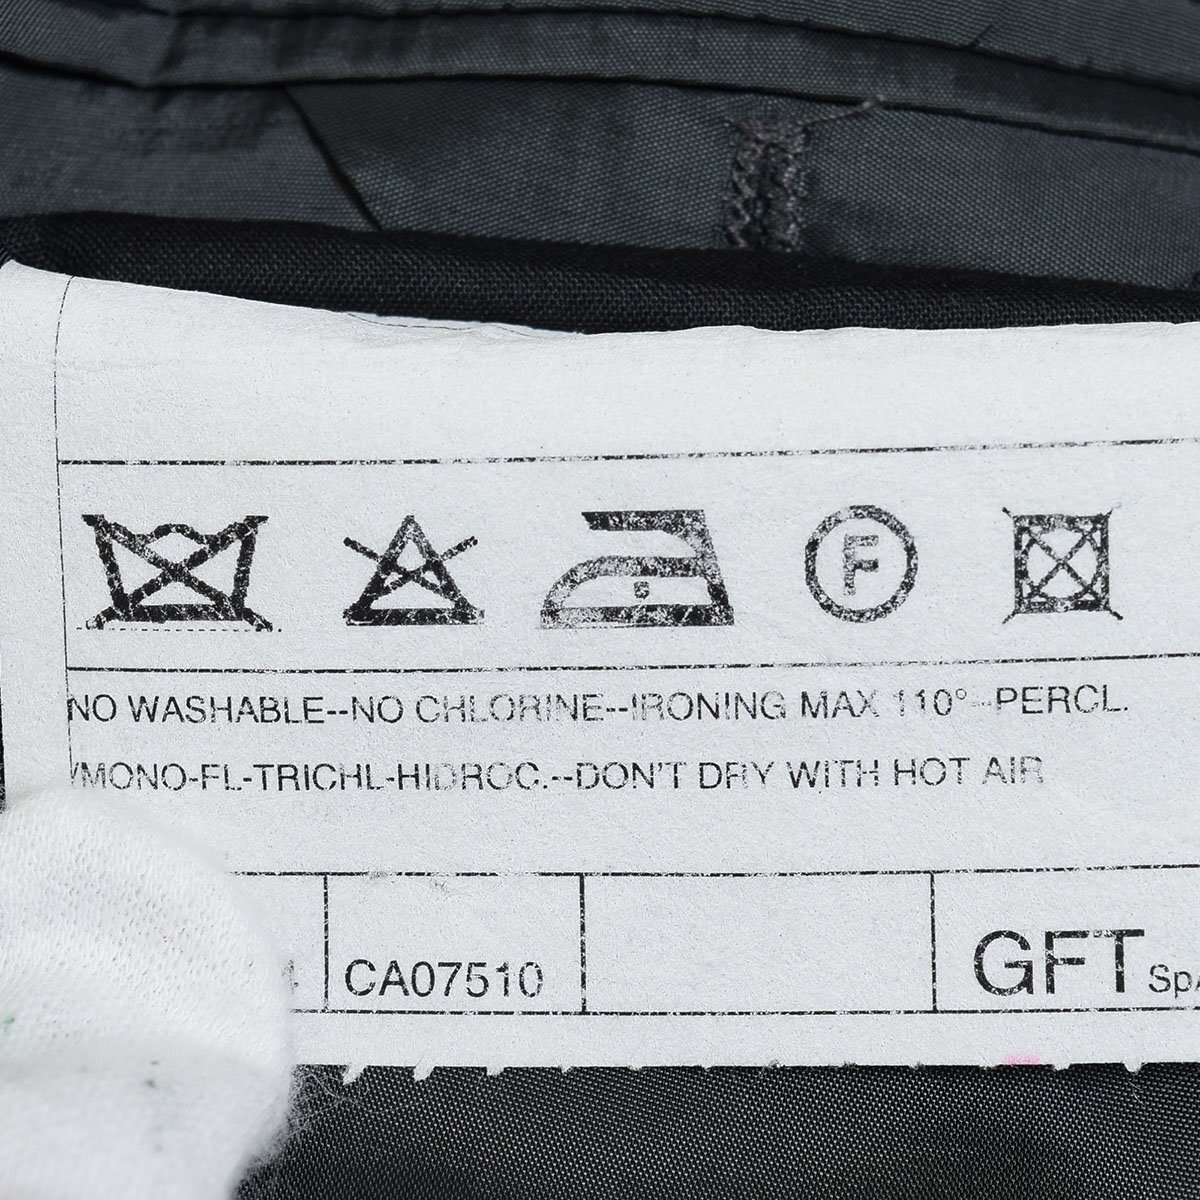 F
NO WASHABLE--NO CHLORINE--IRONING MAX 110°--PERCL.
/MONO-FL-TRICHL-HIDROC.--DON'T DRY WITH HOT AIR
CA07510
GFT SpA